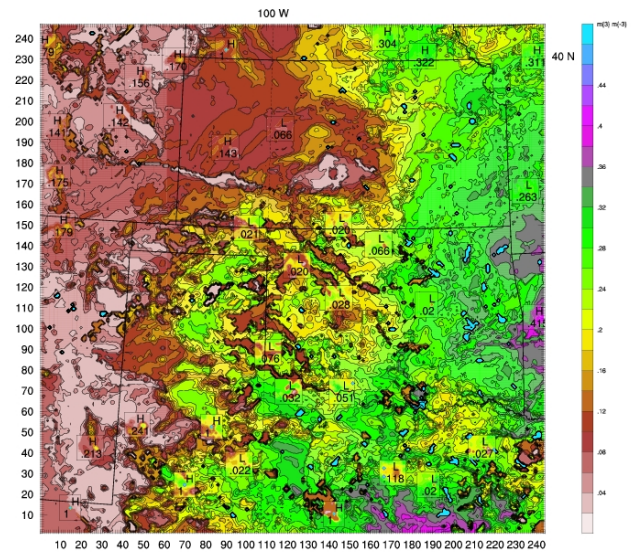 100 W
m(3) m(-3)
40 N
240
230
220
210
200
190
180
170
160
150
140
130
120
110
100
90
80
70
60
50
40
30
20
10
10 20 30 40 50 60 70 80 90 100 110 120 130 140 150 160 170 180 190 200 210 220 230 240
.44
.4
.36
.32
.28
.24
.2
.16
.12
.08
.04
H
H
H .304
H .322
H .311
H .170
H .156
H .142
H .141
L .066
H .143
H .175
L .263
H .179
L .021
L .020
L .066
L .020
L .028
L .02
H
L .076
L .032
L .051
H
H
H .213
L .022
L .027
L .118
L .02
H
H
H